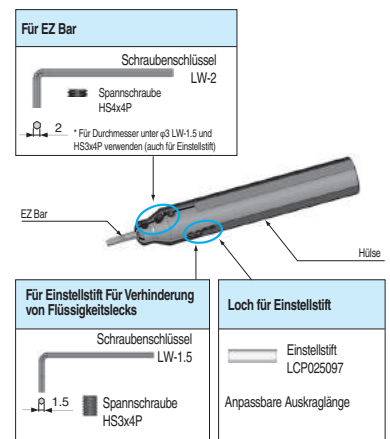 Für EZ Bar
Schraubenschlüssel
LW-2
Spannschraube
HS4x4P
2
* Für Durchmesser unter φ3 LW-1.5 und
HS3x4P verwenden (auch für Einstellstift)
EZ Bar
Hülse
Für Einstellstift Für Verhinderung
von Flüssigkeitslecks
Schraubenschlüssel
LW-1.5
1.5
Spannschraube
HS3x4P
Loch für Einstellstift
Einstellstift
LCP025097
Anpassbare Auskraglänge